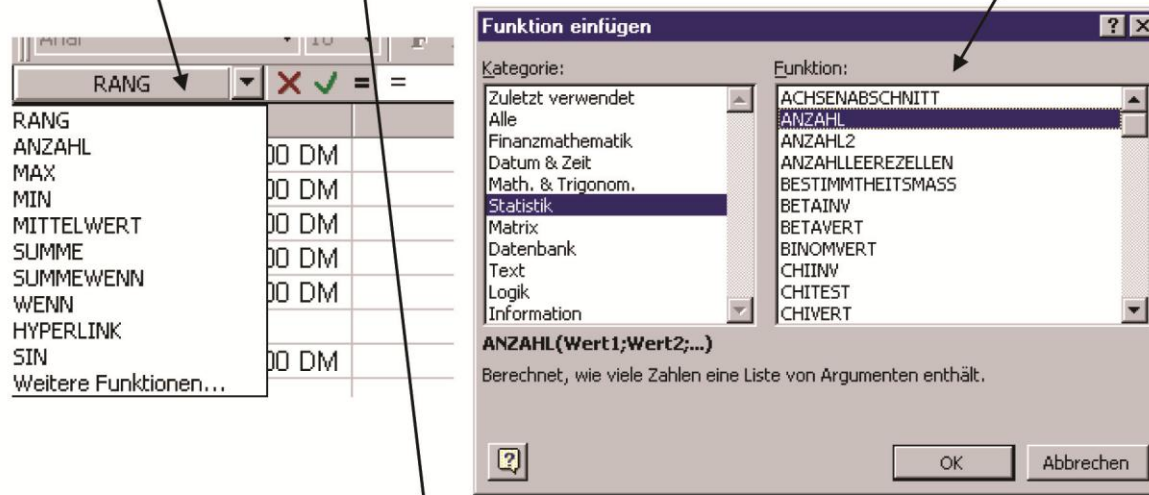 Arial 10 F
RANG = =
RANG
ANZAHL
MAX
MIN
MITTELWERT
SUMME
SUMMEWENN
WENN
HYPERLINK
SIN
Weitere Funktionen...
00 DM
00 DM
00 DM
00 DM
00 DM
00 DM
Funktion einfügen
Kategorie:
Zuletzt verwendet
Alle
Finanzmathematik
Datum & Zeit
Math. & Trigonom.
Statistik
Matrix
Datenbank
Text
Logik
Information
Funktion:
ACHSENABSCHNITT
ANZAHL
ANZAHL2
ANZAHLLEEREZELLEN
BESTIMMTHEITSMASS
BETAINV
BETAVERT
BINOMVERT
CHIINV
CHITEST
CHIVERT
ANZAHL(Wert1;Wert2;...)
Berechnet, wie viele Zahlen eine Liste von Argumenten enthält.
OK
Abbrechen